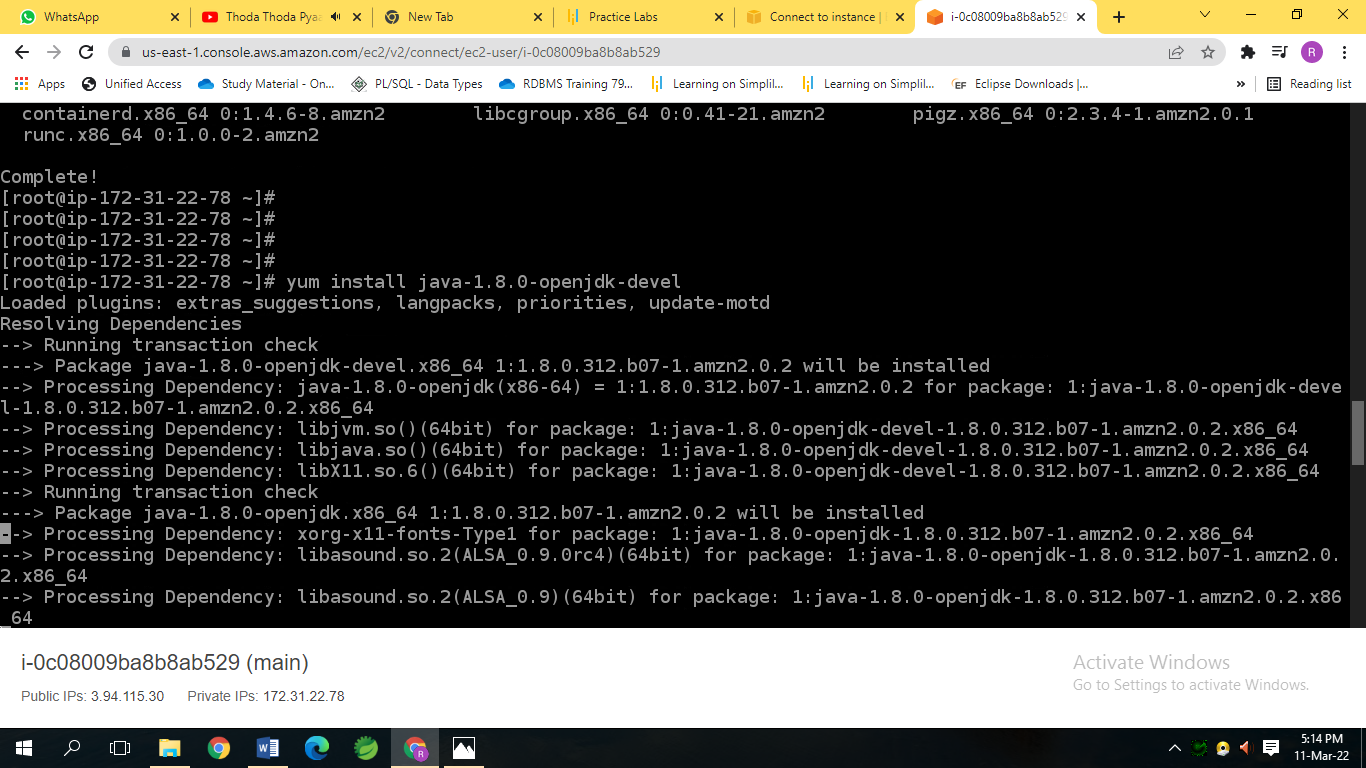 WhatsApp
Thoda Thoda Pyaa
New Tab
Practice Labs
Connect to instance |
i-0c08009ba8b8ab529
us-east-1.console.aws.amazon.com/ec2/v2/connect/ec2-user/i-0c08009ba8b8ab529
R
Apps
Unified Access
Study Material - On...
PL/SQL - Data Types
RDBMS Training 79...
Learning on Simplil...
Learning on Simplil...
EF Eclipse Downloads |...
»
Reading list
containerd.x86_64 0:1.4.6-8.amzn2 libcgroup.x86_64 0:0.41-21.amzn2 pigz.x86_64 0:2.3.4-1.amzn2.0.1
runc.x86_64 0:1.0.0-2.amzn2
Complete!
[root@ip-172-31-22-78 ~]#
[root@ip-172-31-22-78 ~]#
[root@ip-172-31-22-78 ~]#
[root@ip-172-31-22-78 ~]#
[root@ip-172-31-22-78 ~]# yum install java-1.8.0-openjdk-devel
Loaded plugins: extras_suggestions, langpacks, priorities, update-motd
Resolving Dependencies
--> Running transaction check
---> Package java-1.8.0-openjdk-devel.x86_64 1:1.8.0.312.b07-1.amzn2.0.2 will be installed
--> Processing Dependency: java-1.8.0-openjdk(x86-64) = 1:1.8.0.312.b07-1.amzn2.0.2 for package: 1:java-1.8.0-openjdk-deve
l-1.8.0.312.b07-1.amzn2.0.2.x86_64
--> Processing Dependency: libjvm.so()(64bit) for package: 1:java-1.8.0-openjdk-devel-1.8.0.312.b07-1.amzn2.0.2.x86_64
--> Processing Dependency: libjava.so()(64bit) for package: 1:java-1.8.0-openjdk-devel-1.8.0.312.b07-1.amzn2.0.2.x86_64
--> Processing Dependency: libX11.so.6()(64bit) for package: 1:java-1.8.0-openjdk-devel-1.8.0.312.b07-1.amzn2.0.2.x86_64
--> Running transaction check
---> Package java-1.8.0-openjdk.x86_64 1:1.8.0.312.b07-1.amzn2.0.2 will be installed
--> Processing Dependency: xorg-x11-fonts-Type1 for package: 1:java-1.8.0-openjdk-1.8.0.312.b07-1.amzn2.0.2.x86_64
--> Processing Dependency: libasound.so.2(ALSA_0.9.0rc4)(64bit) for package: 1:java-1.8.0-openjdk-1.8.0.312.b07-1.amzn2.0.
2.x86_64
--> Processing Dependency: libasound.so.2(ALSA_0.9)(64bit) for package: 1:java-1.8.0-openjdk-1.8.0.312.b07-1.amzn2.0.2.x86
_64
i-0c08009ba8b8ab529 (main)
Public IPs: 3.94.115.30 Private IPs: 172.31.22.78
Activate Windows
Go to Settings to activate Windows.
5:14 PM
11-Mar-22